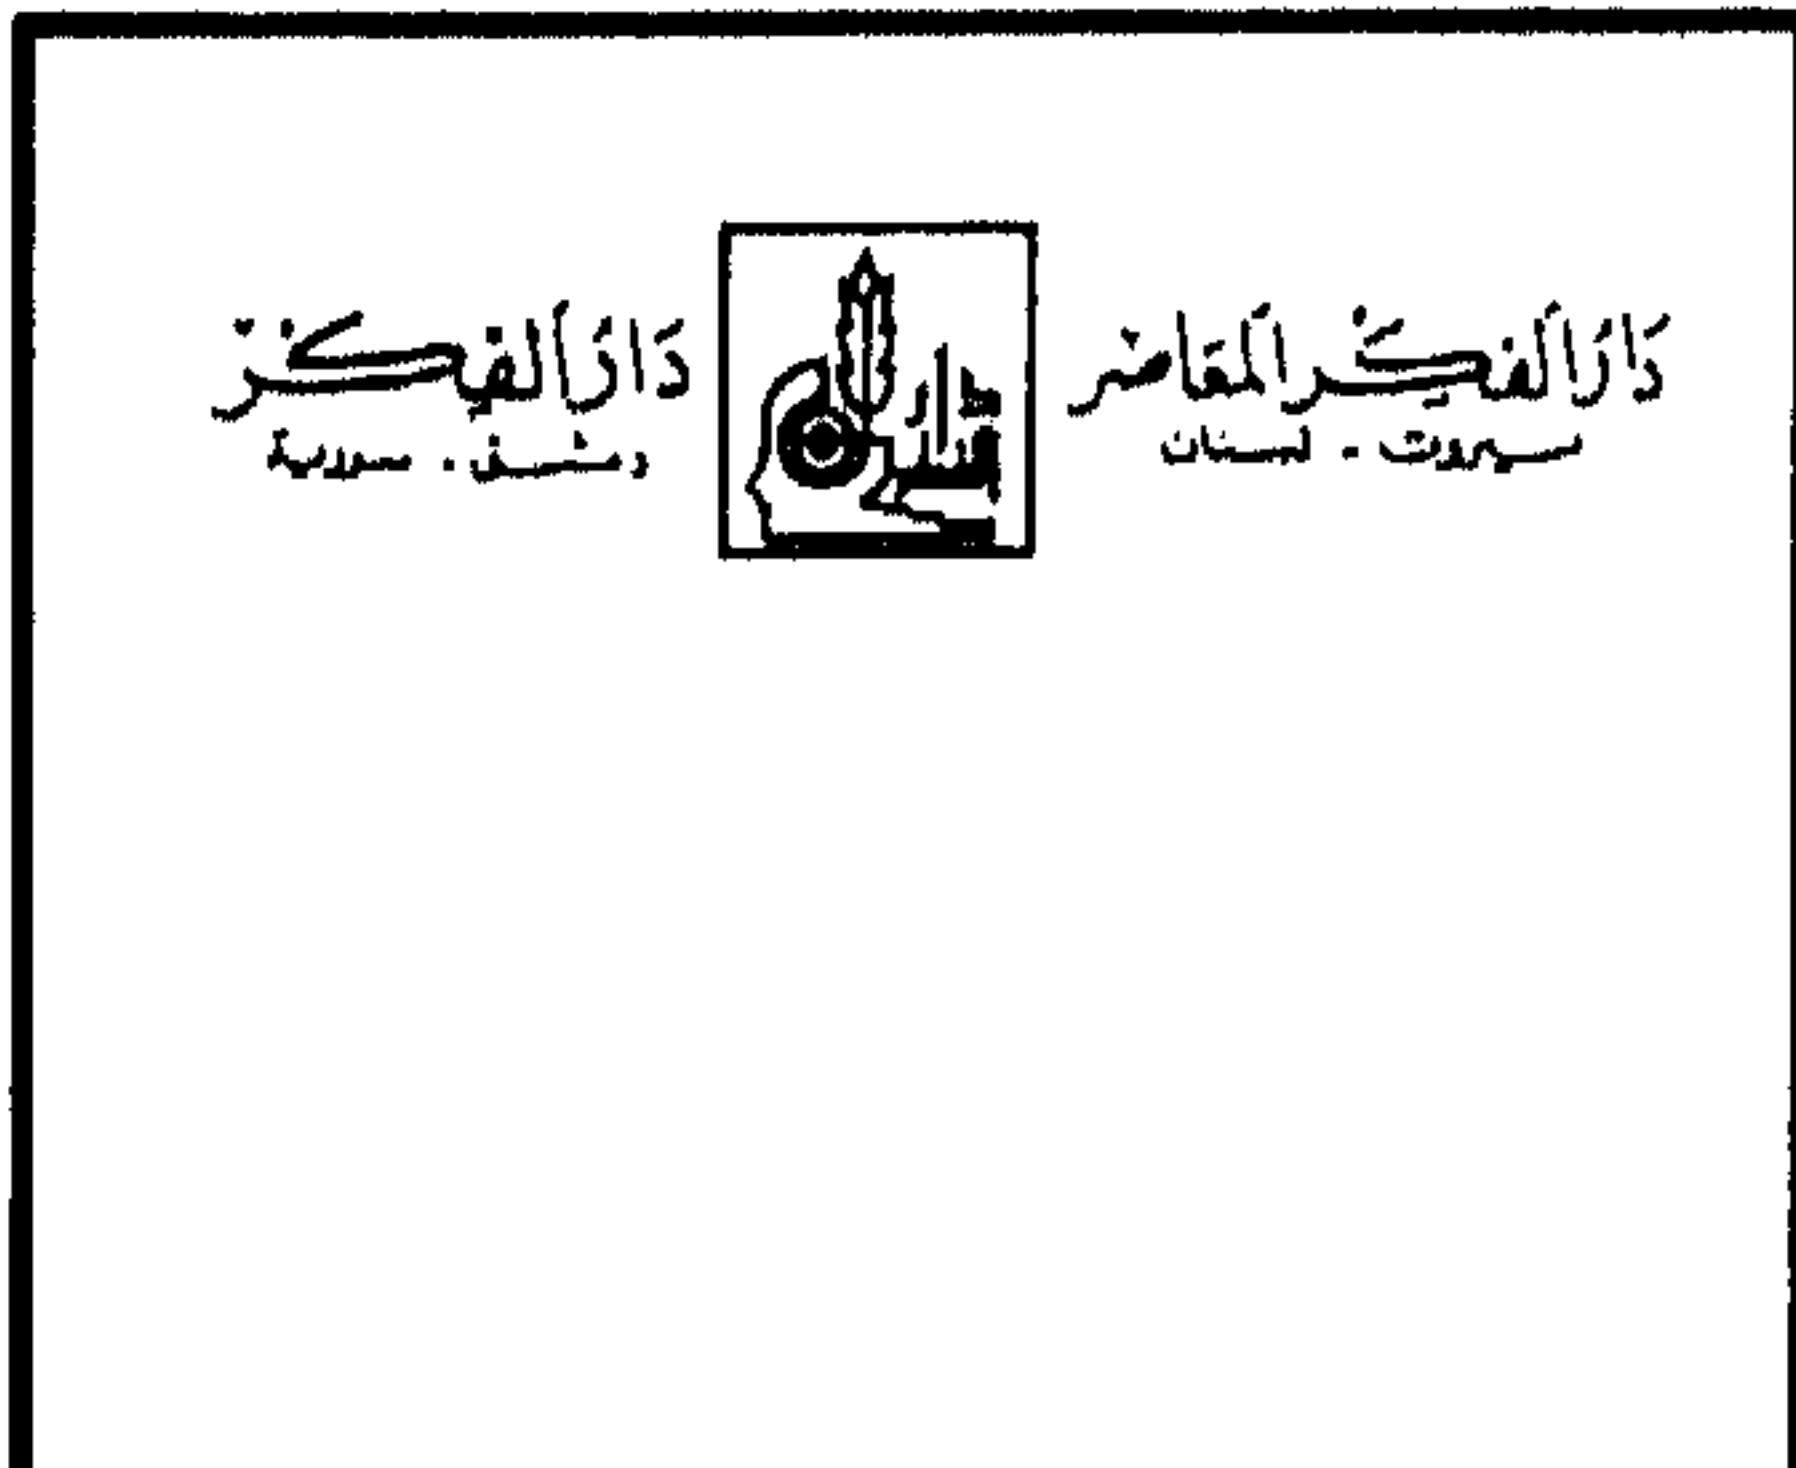 دار الفكر المعاصر
بيروت - لبنان
دار الفكر
دمشق - سورية